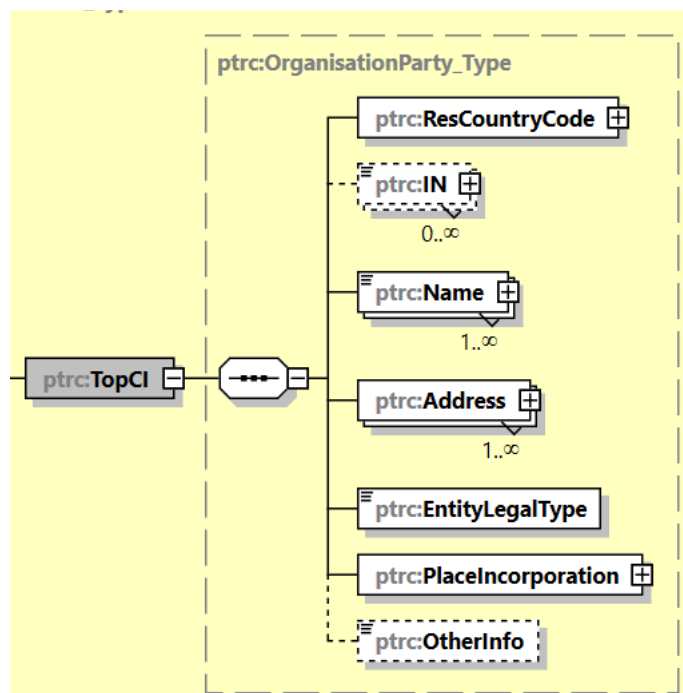 ptrc:OrganisationParty_Type
ptrc:ResCountryCode
ptrc:IN
0..∞
ptrc:Name
1..∞
ptrc:TopCI
ptrc:Address
1..∞
ptrc:EntityLegalType
ptrc:PlaceIncorporation
ptrc:OtherInfo